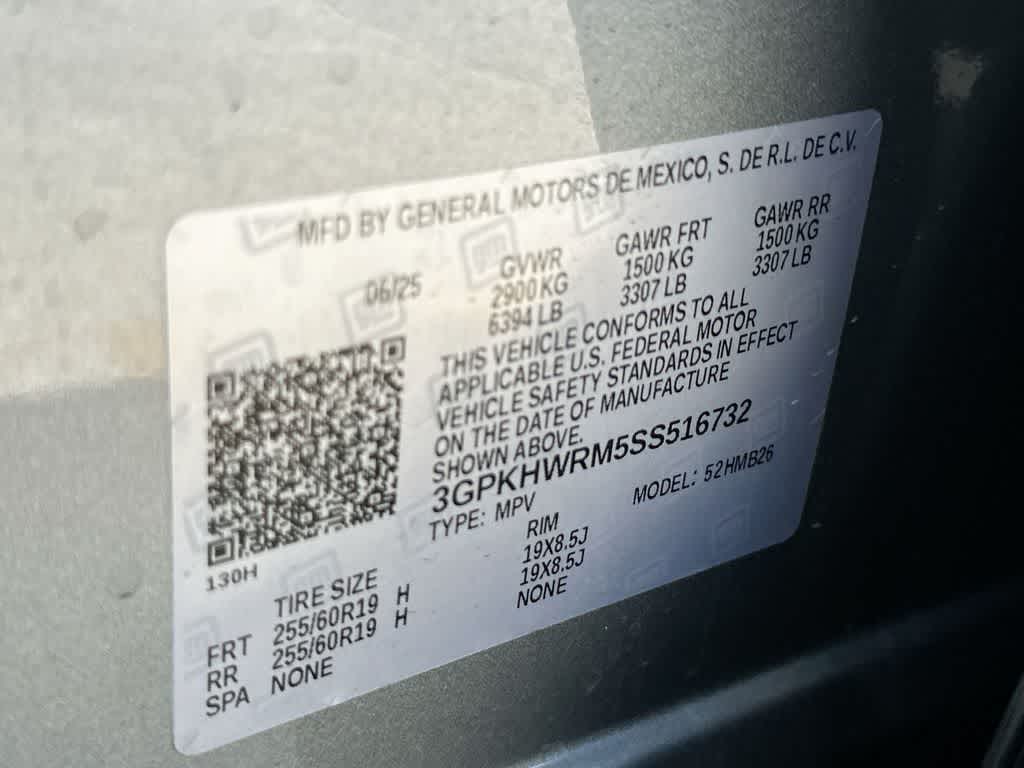 MFD BY GENERAL MOTORS DE MEXICO, S. DE R.L. DE C.V.
06/25
GVWR GAWR FRT GAWR RR
2900 KG 1500 KG 1500 KG
6394 LB 3307 LB 3307 LB
THIS VEHICLE CONFORMS TO ALL
APPLICABLE U.S. FEDERAL MOTOR
VEHICLE SAFETY STANDARDS IN EFFECT
ON THE DATE OF MANUFACTURE
SHOWN ABOVE.
3GPKHWRM5SS516732
TYPE: MPV MODEL: 52HMB26
130H
TIRE SIZE RIM
FRT 255/60R19 H 19X8.5J
RR 255/60R19 H 19X8.5J
SPA NONE NONE